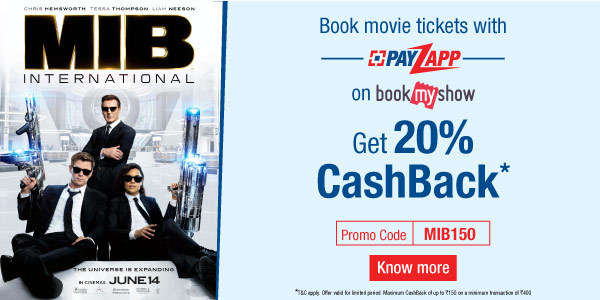 CHRIS HEMSWORTH TESSA THOMPSON LIAM NEESON
MIB
INTERNATIONAL
THE UNIVERSE IS EXPANDING
IN CINEMAS JUNE 14
Book movie tickets with
PAYZAPP
on bookmyshow
Get 20%
CashBack*
Promo Code MIB150
Know more
*T&C apply. Offer valid for limited period. Maximum CashBack of up to ₹150 on a minimum transaction of ₹400